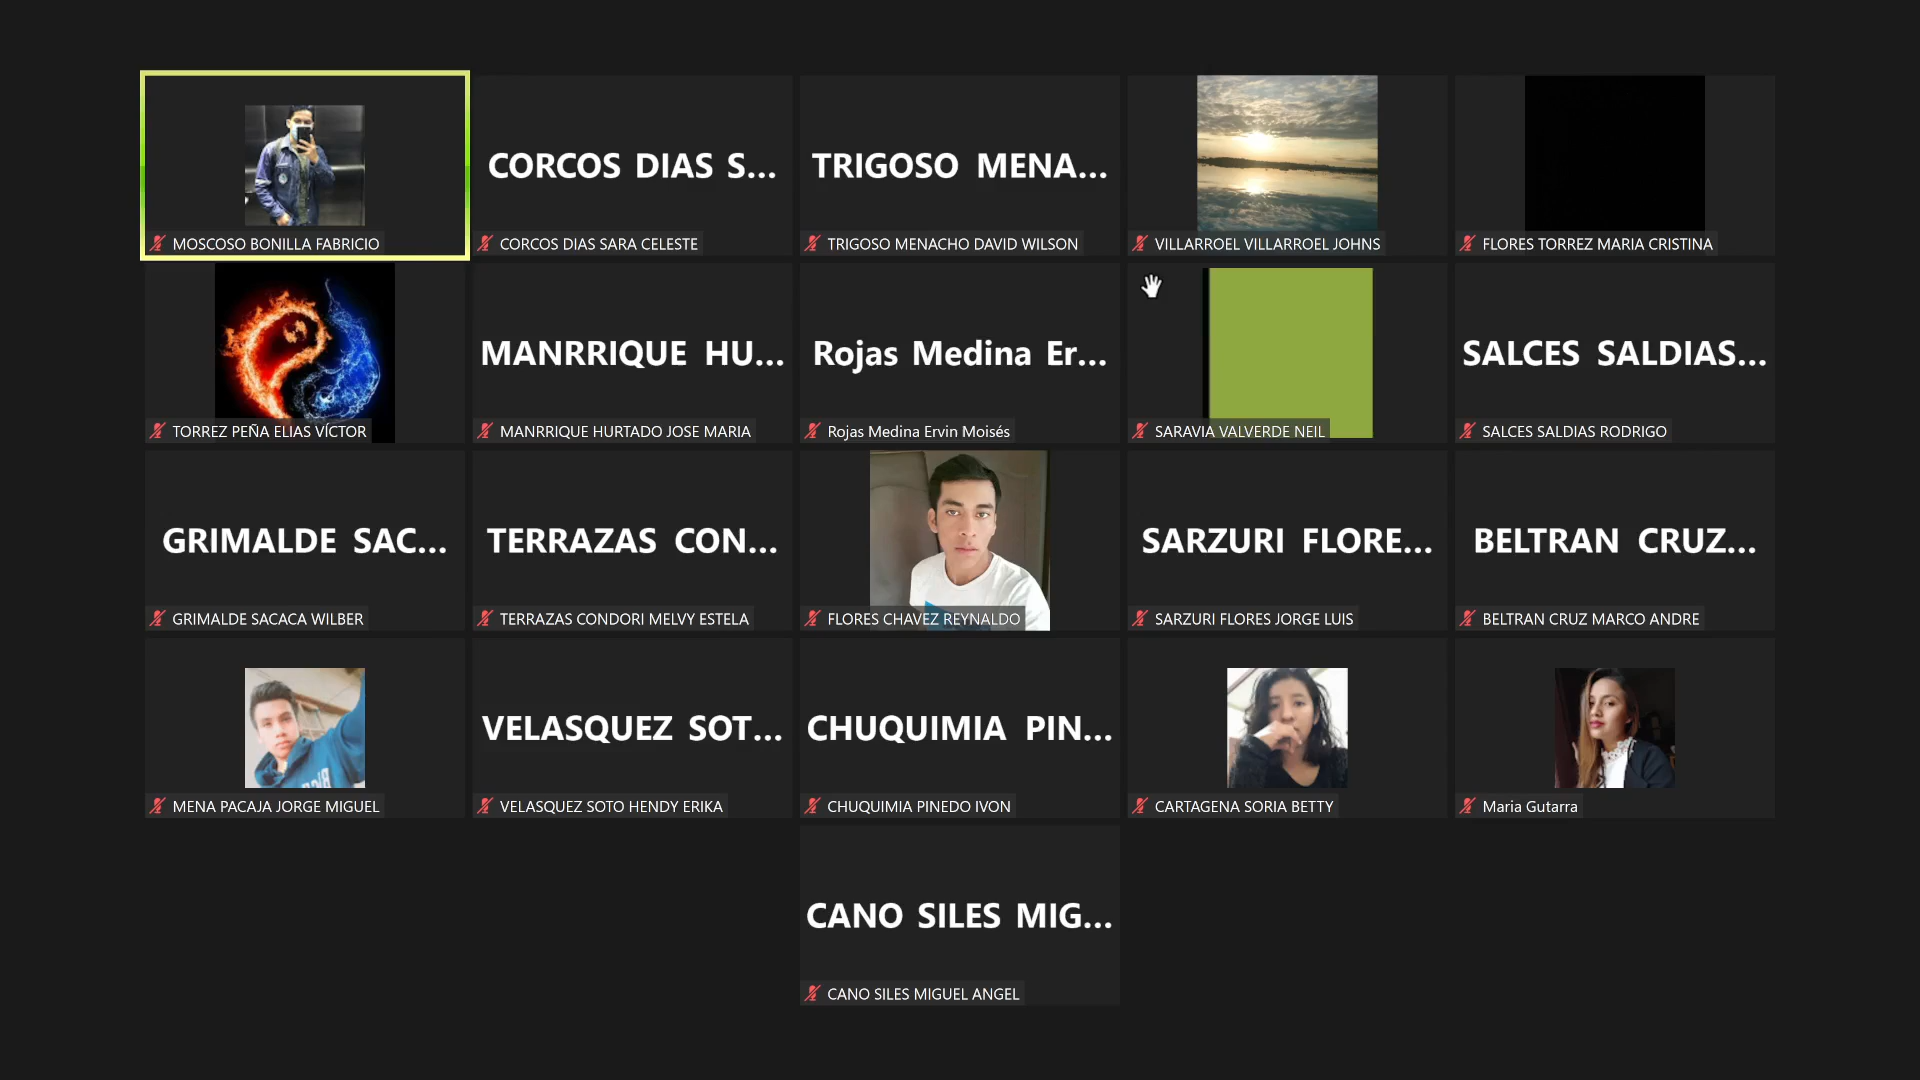 MOSCOSO BONILLA FABRICIO
CORCOS DIAS S...
CORCOS DIAS SARA CELESTE
TRIGOSO MENA...
TRIGOSO MENACHO DAVID WILSON
VILLARROEL VILLARROEL JOHNS
FLORES TORREZ MARIA CRISTINA
TORREZ PEÑA ELIAS VÍCTOR
MANRRIQUE HU...
MANRRIQUE HURTADO JOSE MARIA
Rojas Medina Er...
Rojas Medina Ervin Moisés
SARAVIA VALVERDE NEIL
SALCES SALDIAS...
SALCES SALDIAS RODRIGO
GRIMALDE SAC...
GRIMALDE SACACA WILBER
TERRAZAS CON...
TERRAZAS CONDORI MELVY ESTELA
FLORES CHAVEZ REYNALDO
SARZURI FLORE...
SARZURI FLORES JORGE LUIS
BELTRAN CRUZ...
BELTRAN CRUZ MARCO ANDRE
MENA PACAJA JORGE MIGUEL
VELASQUEZ SOT...
VELASQUEZ SOTO HENDY ERIKA
CHUQUIMIA PIN...
CHUQUIMIA PINEDO IVON
CARTAGENA SORIA BETTY
Maria Gutarra
CANO SILES MIG...
CANO SILES MIGUEL ANGEL